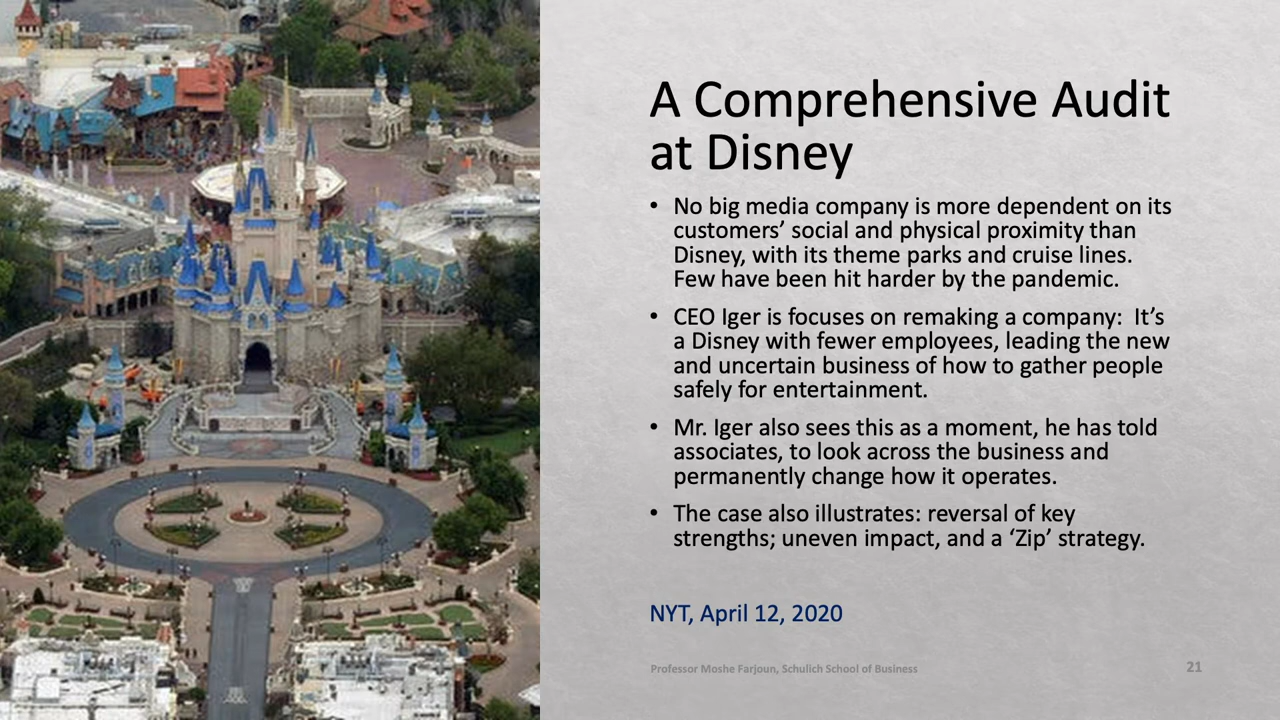 A Comprehensive Audit
at Disney
• No big media company is more dependent on its
customers’ social and physical proximity than
Disney, with its theme parks and cruise lines.
Few have been hit harder by the pandemic.
• CEO Iger is focuses on remaking a company:  It’s
a Disney with fewer employees, leading the new
and uncertain business of how to gather people
safely for entertainment.
• Mr. Iger also sees this as a moment, he has told
associates, to look across the business and
permanently change how it operates.
• The case also illustrates: reversal of key
strengths; uneven impact, and a ‘Zip’ strategy.
NYT, April 12, 2020
Professor Moshe Farjoun, Schulich School of Business
21